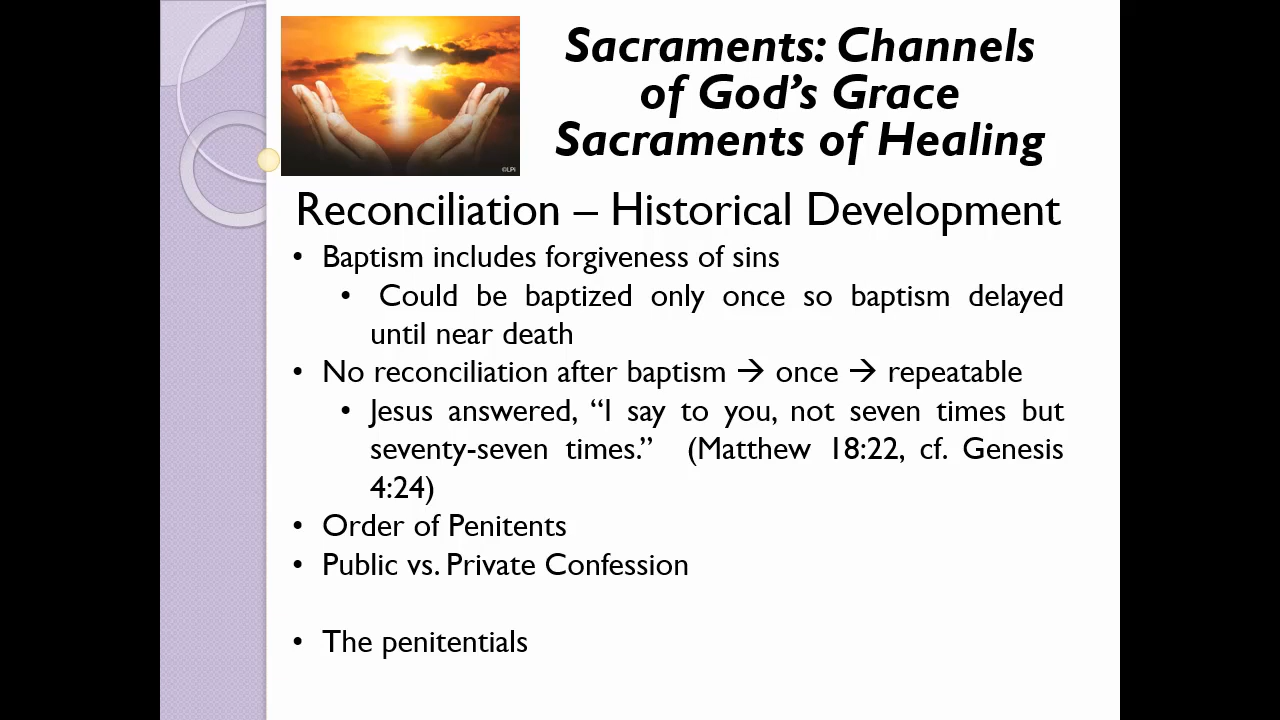 Sacraments: Channels
of God's Grace
Sacraments of Healing
©LPi
Reconciliation – Historical Development
• Baptism includes forgiveness of sins
• Could be baptized only once so baptism delayed
until near death
• No reconciliation after baptism → once → repeatable
• Jesus answered, “I say to you, not seven times but
seventy-seven times.” (Matthew 18:22, cf. Genesis
4:24)
• Order of Penitents
• Public vs. Private Confession
• The penitentials